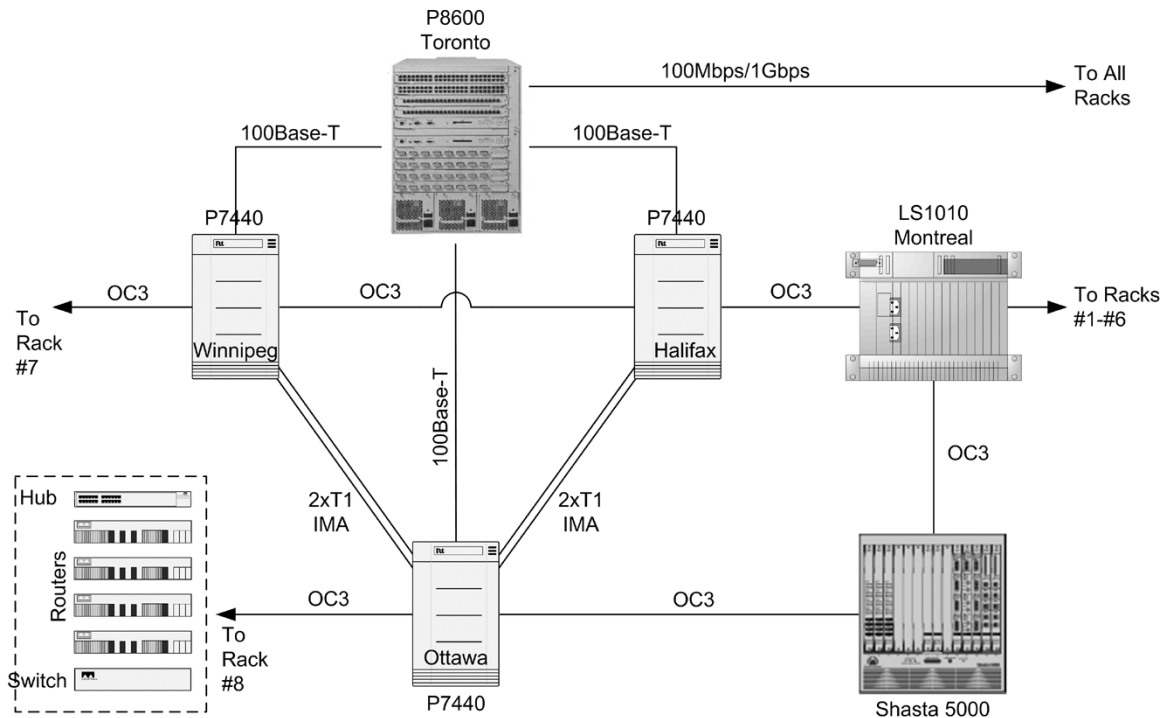 P8600
Toronto
100Mbps/1Gbps
To All
Racks
100Base-T
100Base-T
P7440
P7440
LS1010
Montreal
OC3
OC3
OC3
To
Rack
#7
Winnipeg
Halifax
To Racks
#1-#6
100Base-T
OC3
2xT1
IMA
2xT1
IMA
Hub
Routers
Switch
OC3
OC3
To
Rack
#8
Ottawa
P7440
Shasta 5000